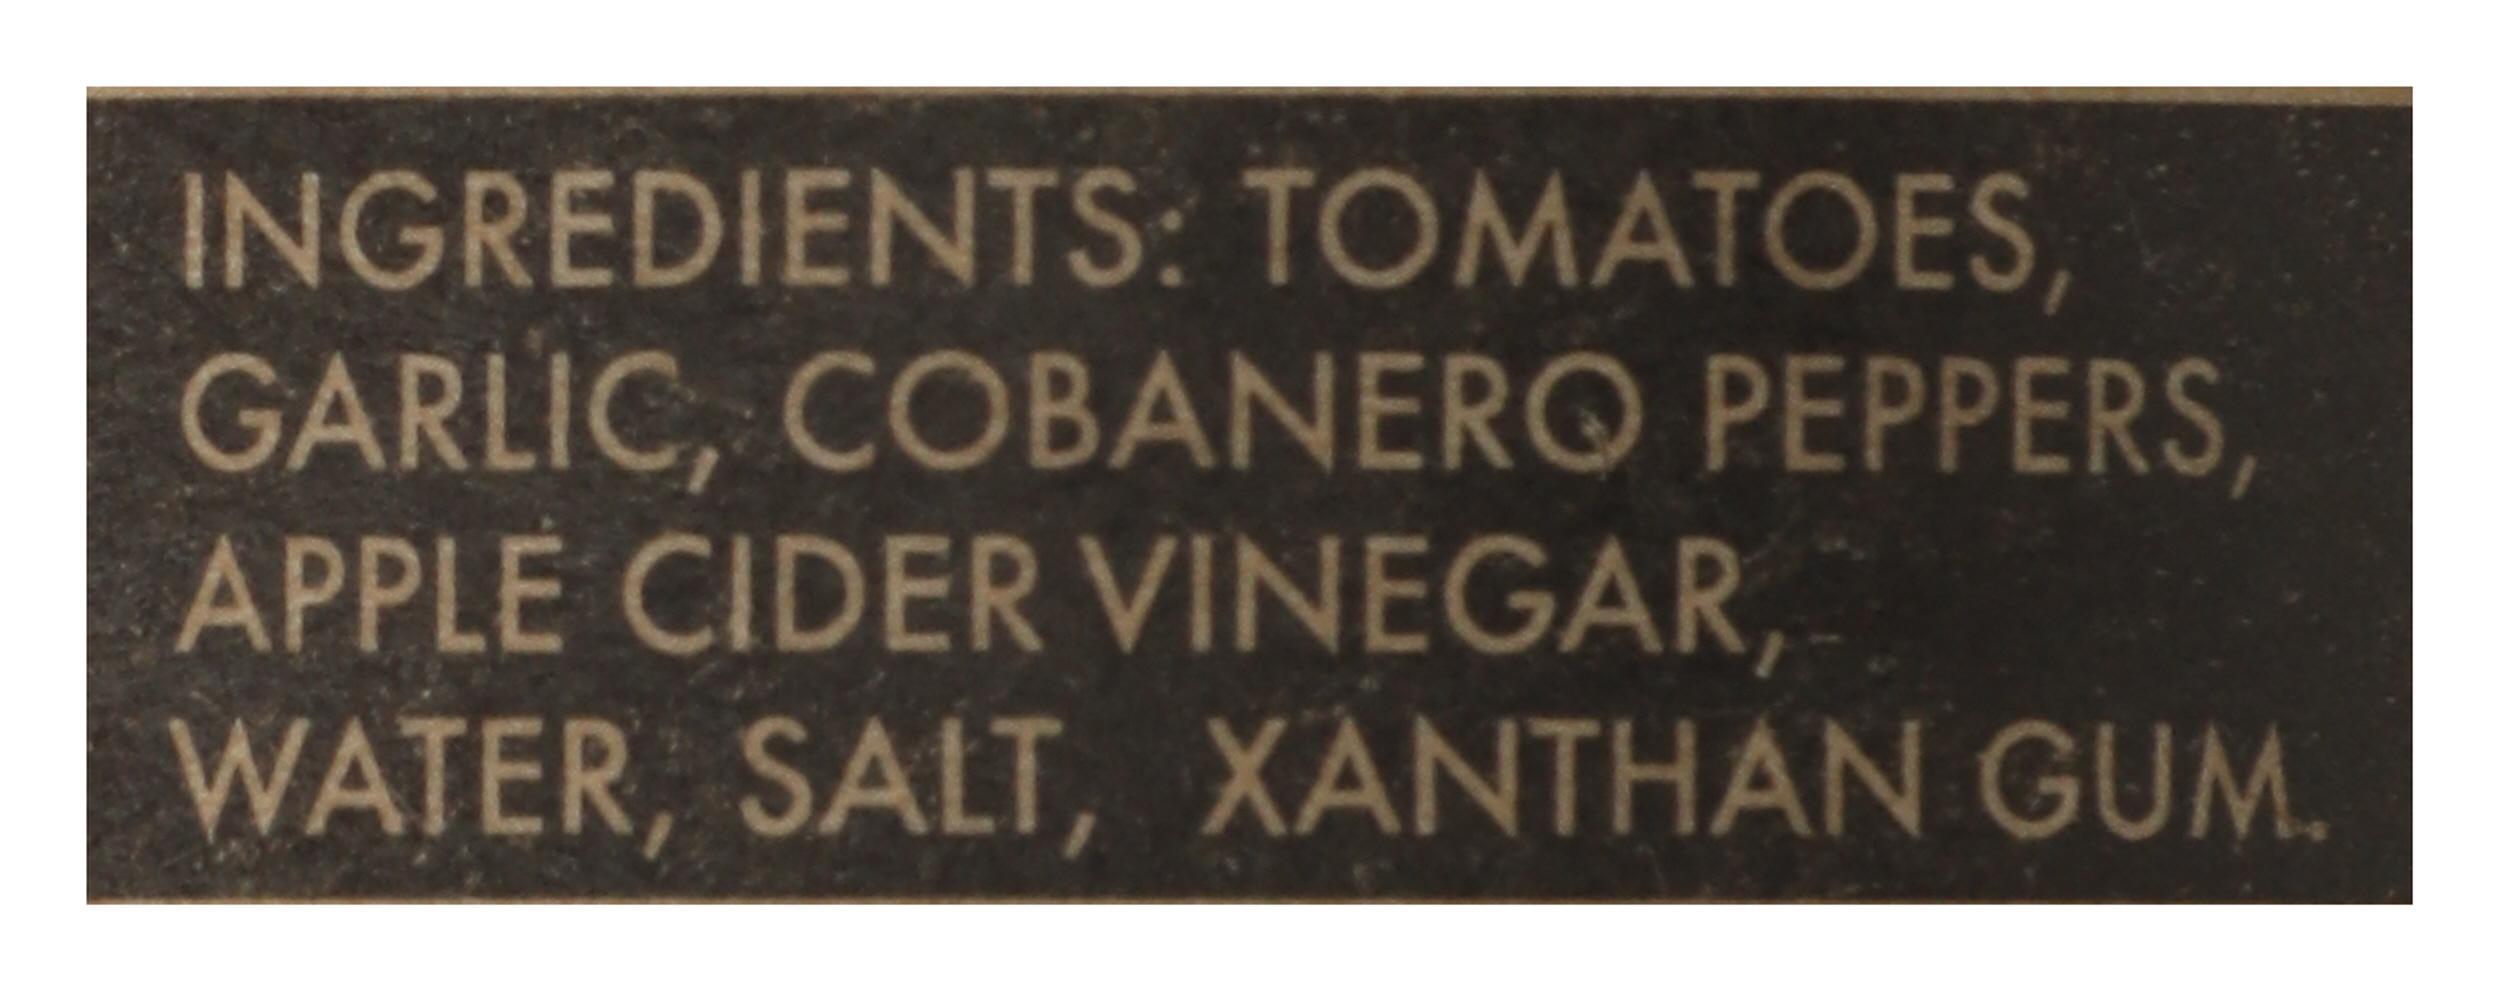 INGREDIENTS: TOMATOES,
GARLIC, COBANERO PEPPERS,
APPLE CIDER VINEGAR,
WATER, SALT, XANTHAN GUM.